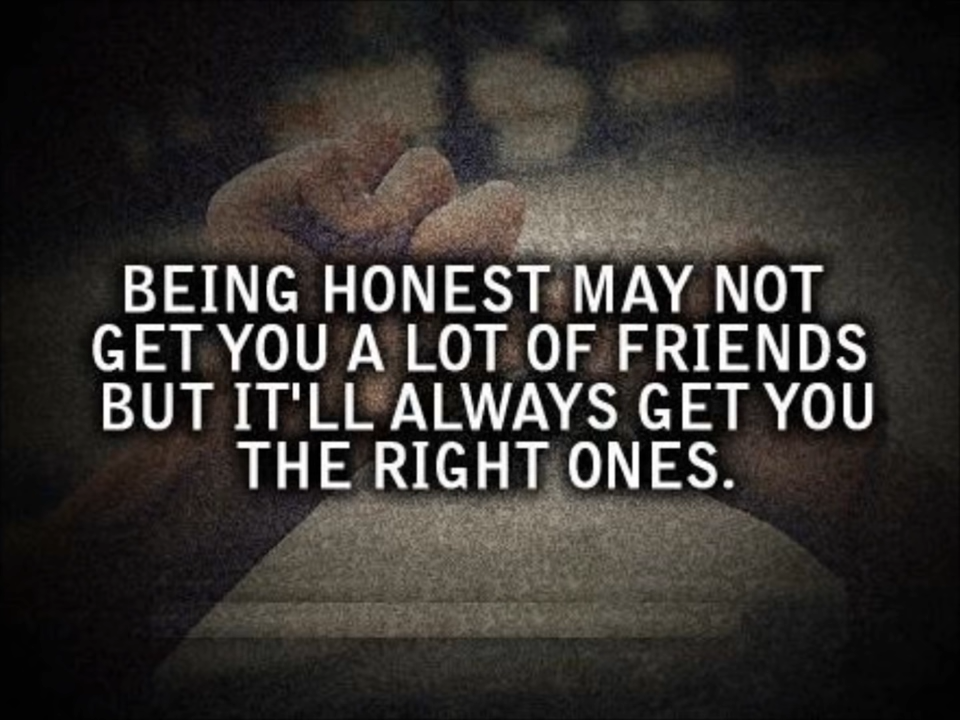 BEING HONEST MAY NOT
GET YOU A LOT OF FRIENDS
BUT IT'LL ALWAYS GET YOU
THE RIGHT ONES.